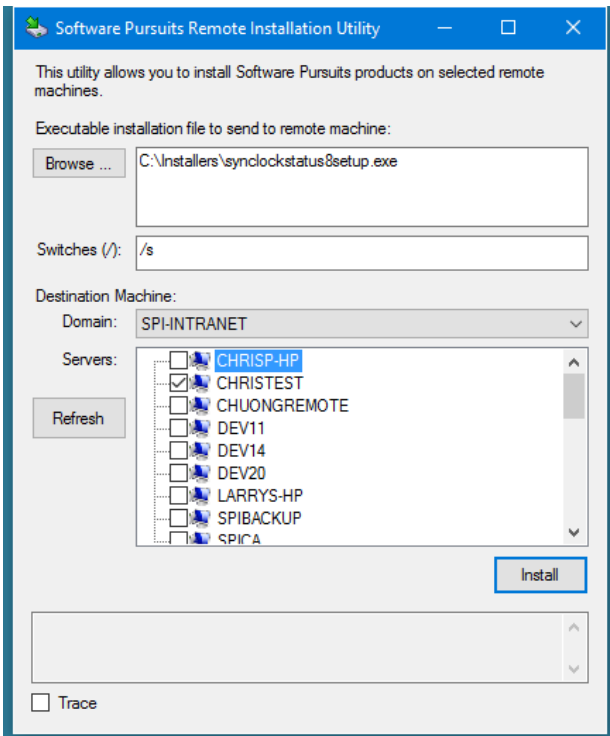 Software Pursuits Remote Installation Utility
This utility allows you to install Software Pursuits products on selected remote
machines.
Executable installation file to send to remote machine:
Browse ...
C:\Installers\synclockstatus8setup.exe
Switches (/):
/s
Destination Machine:
Domain:
SPI-INTRANET
Servers:
CHRISP-HP
CHRISTEST
CHUONGREMOTE
Refresh
DEV11
DEV14
DEV20
LARRYS-HP
SPIBACKUP
SPICA
Install
Trace